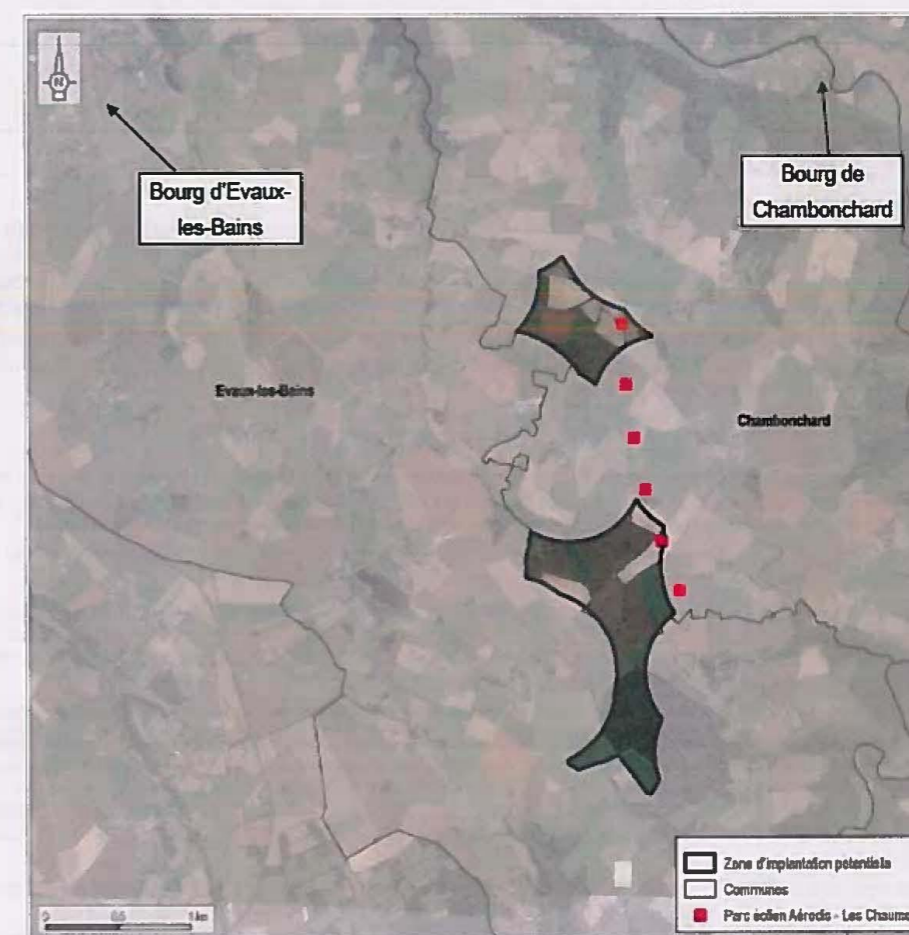 N
Bourg d'Evaux-
les-Bains
Bourg de
Chambonchard
Evaux-les-Bains
Chambonchard
Zone d'implantation potentielle
Communes
Parc éolien Aérodis - Les Chaume
0 0,5 1 km